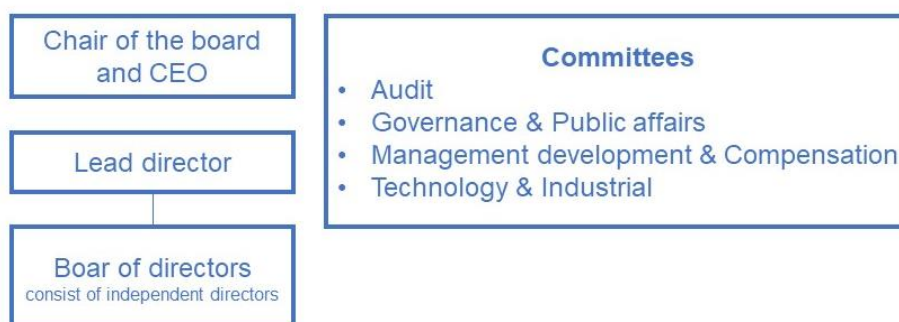 Chair of the board
and CEO
Lead director
Boar of directors
consist of independent directors
Committees
• Audit
• Governance & Public affairs
• Management development & Compensation
• Technology & Industrial